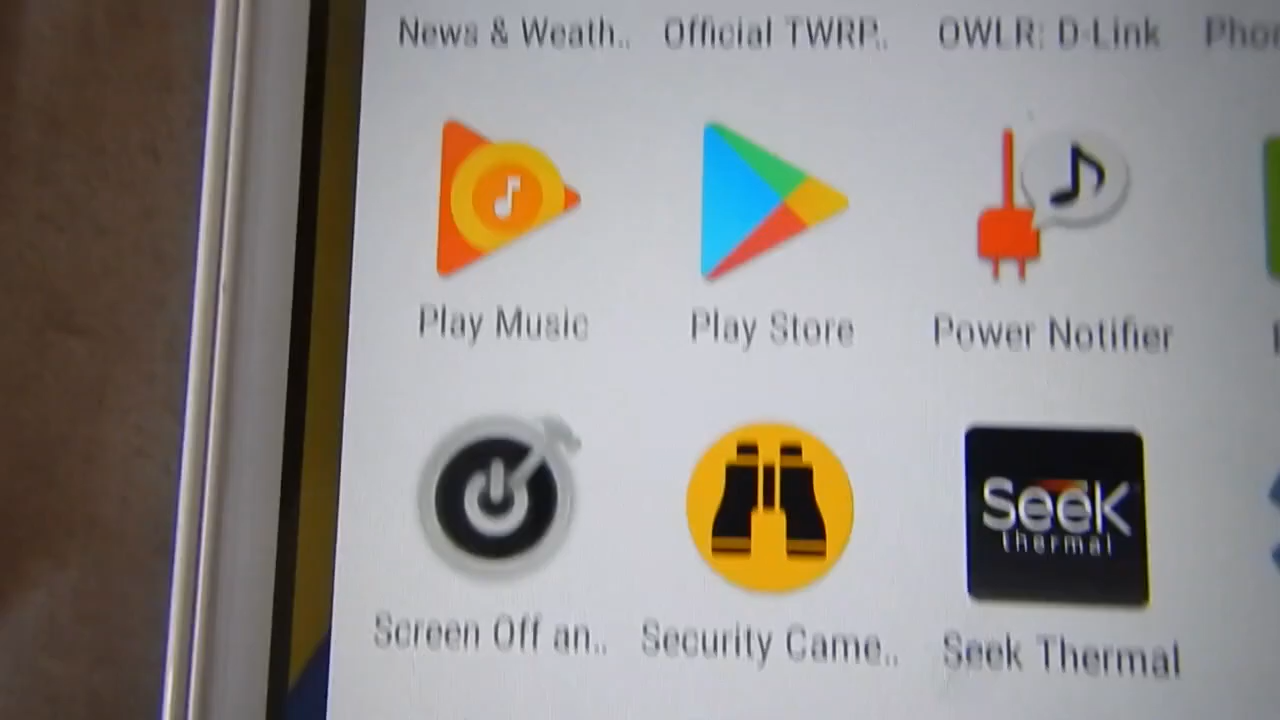 News & Weath..
Official TWRP..
OWLR: D-Link
Play Music
Play Store
Power Notifier
Seek
thermal
Screen Off an..
Security Came..
Seek Thermal